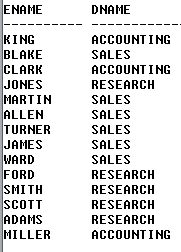 ENAME DNAME
---------- --------------
KING ACCOUNTING
BLAKE SALES
CLARK ACCOUNTING
JONES RESEARCH
MARTIN SALES
ALLEN SALES
TURNER SALES
JAMES SALES
WARD SALES
FORD RESEARCH
SMITH RESEARCH
SCOTT RESEARCH
ADAMS RESEARCH
MILLER ACCOUNTING